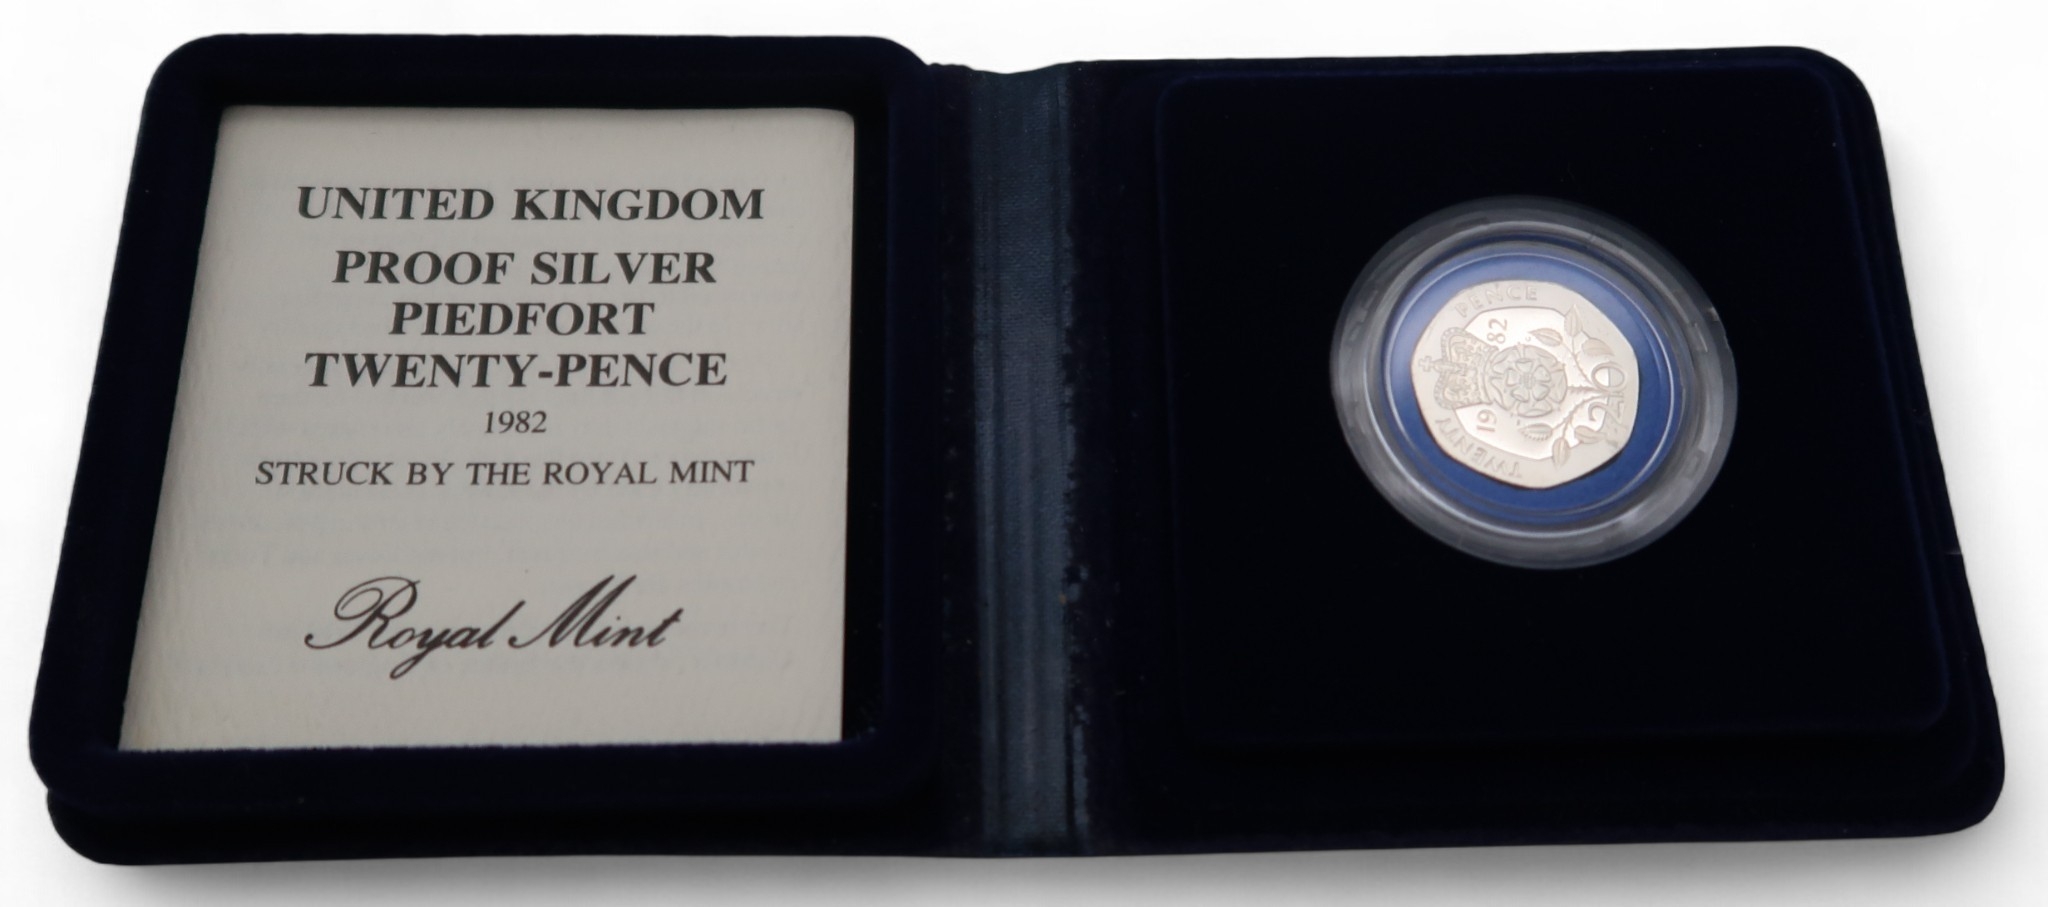 UNITED KINGDOM
PROOF SILVER
PIEDFORT
TWENTY-PENCE
1982
STRUCK BY THE ROYAL MINT
Royal Mint
TWENTY PENCE
19 82
20